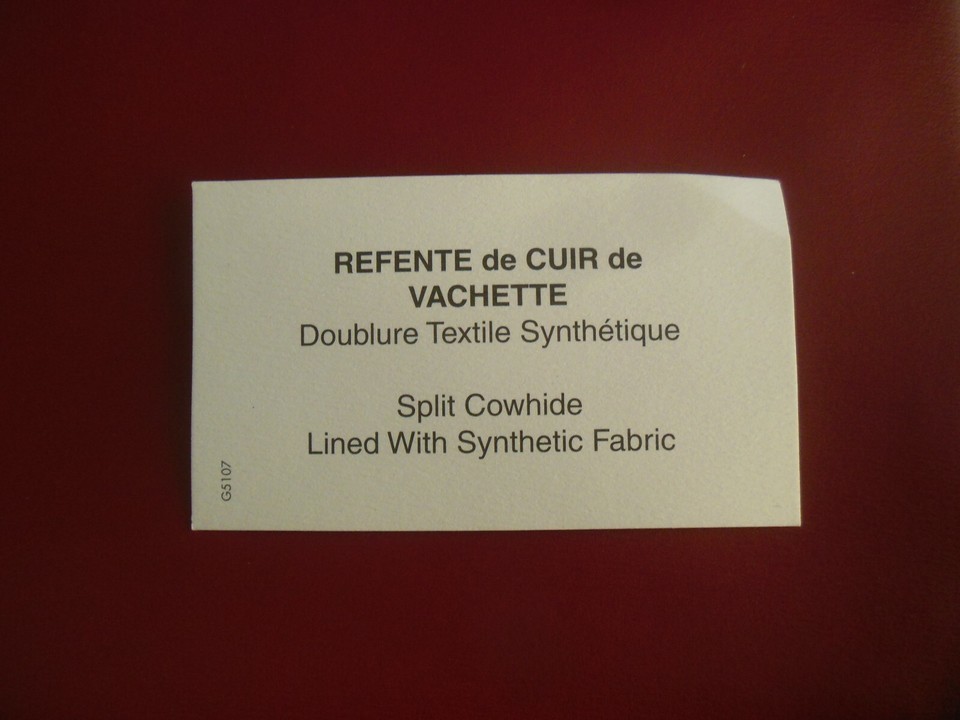 REFENTE de CUIR de
VACHETTE
Doublure Textile Synthétique
Split Cowhide
Lined With Synthetic Fabric
G5107